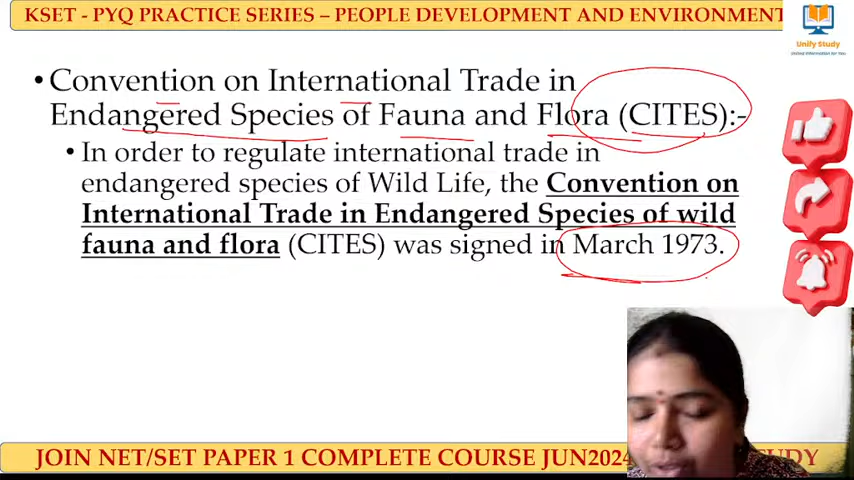 KSET - PYQ PRACTICE SERIES – PEOPLE DEVELOPMENT AND ENVIRONMENT
Unify Study
•Convention on International Trade in
Endangered Species of Fauna and Flora (CITES):-
• In order to regulate international trade in
endangered species of Wild Life, the Convention on
International Trade in Endangered Species of wild
fauna and flora (CITES) was signed in March 1973.
JOIN NET/SET PAPER 1 COMPLETE COURSE JUN2024